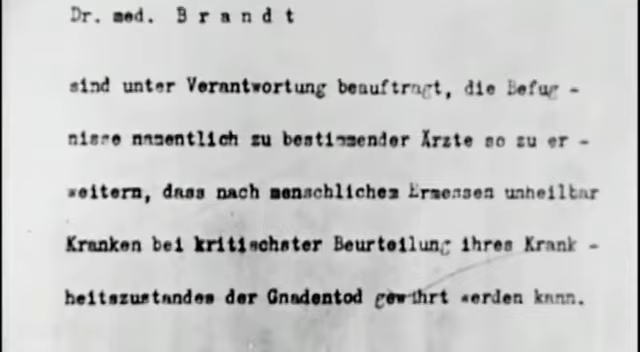 Dr. med. B r a n d t
sind unter Verantwortung beauftragt, die Befug -
nisse namentlich zu bestimmender Ärzte so zu er -
weitern, dass nach menschlichem Ermessen unheilbar
Kranken bei kritischster Beurteilung ihres Krank -
heitszustandes der Gnadentod gewährt werden kann.